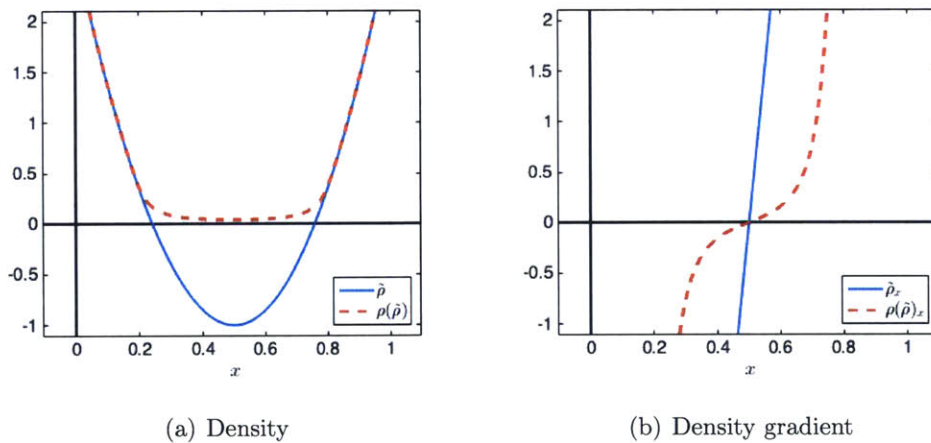 2
1.5
1
0.5
0
-0.5
-1
0 0.2 0.4 0.6 0.8 1
x
ρ̃
ρ(ρ̃)
(a) Density
2
1.5
1
0.5
0
-0.5
-1
0 0.2 0.4 0.6 0.8 1
x
ρ̃ₓ
ρ(ρ̃)ₓ
(b) Density gradient